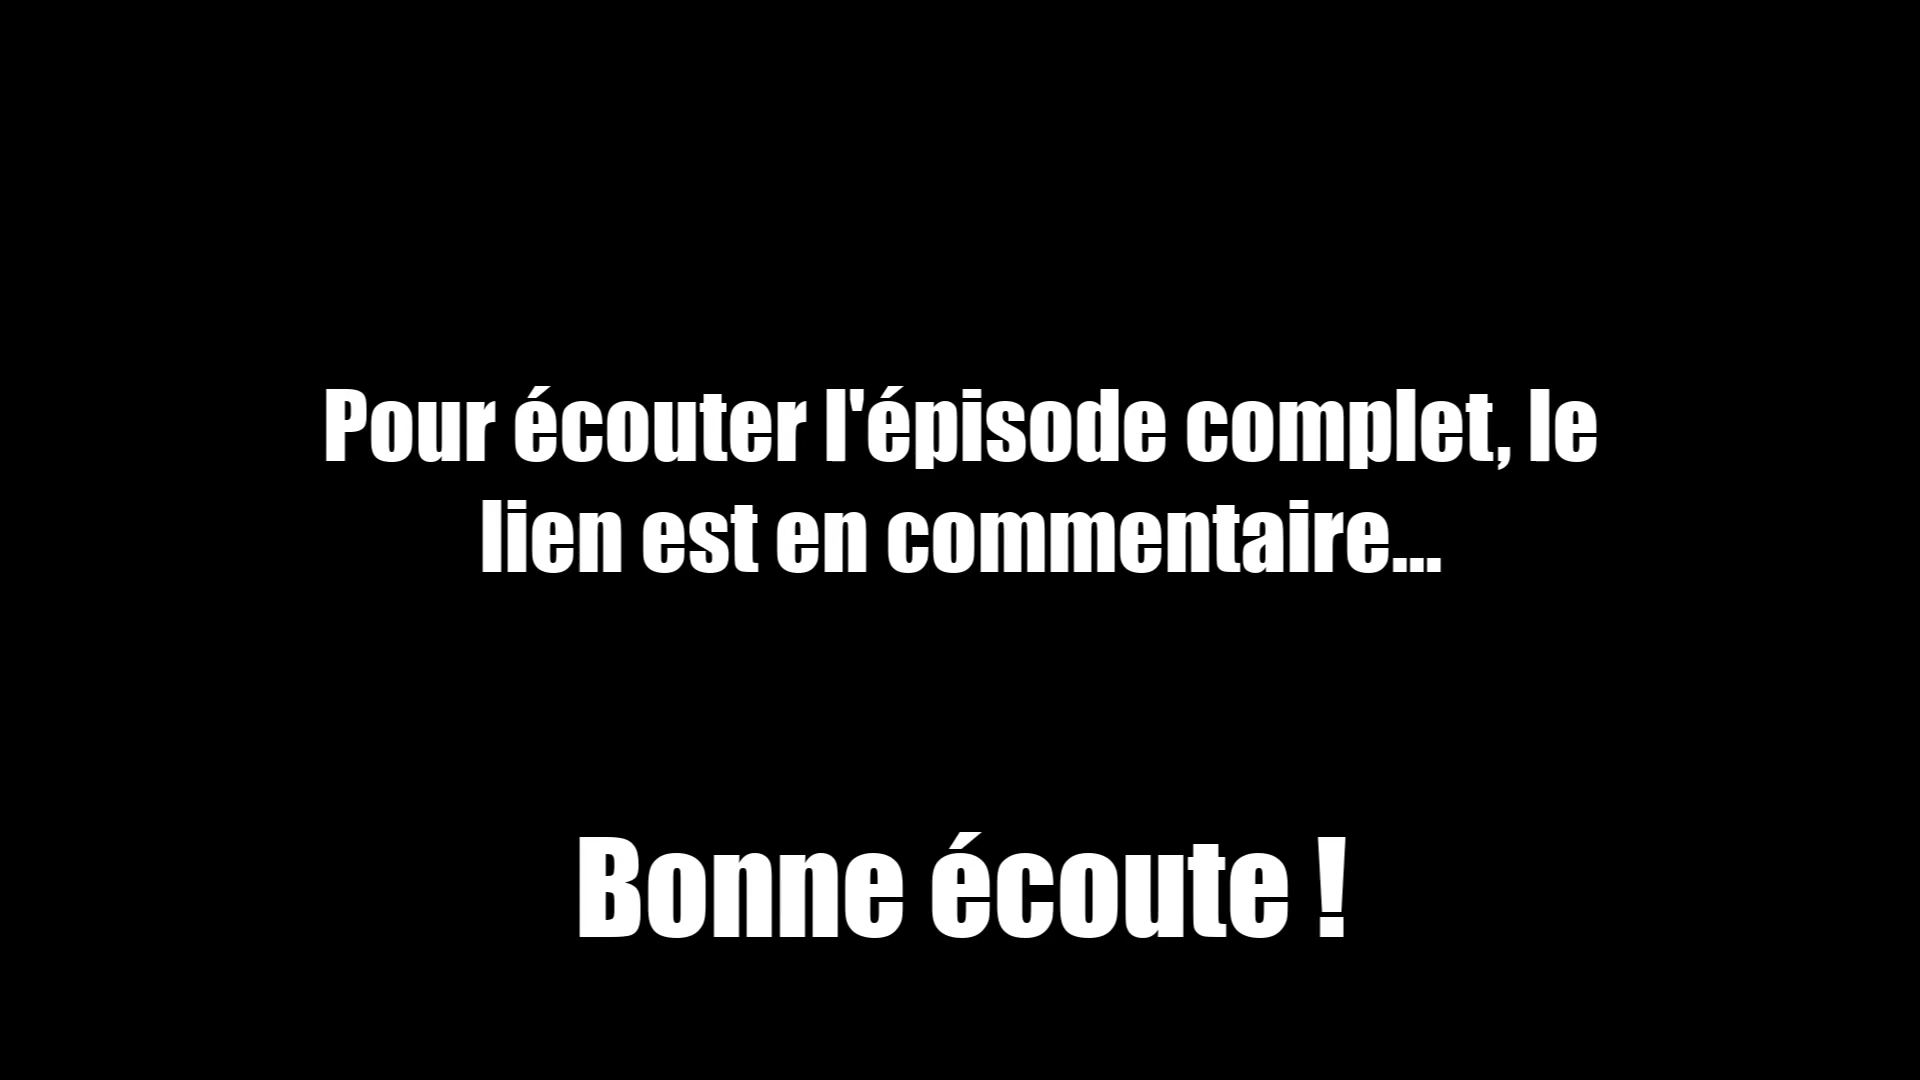 Pour écouter l'épisode complet, le
lien est en commentaire...
Bonne écoute !